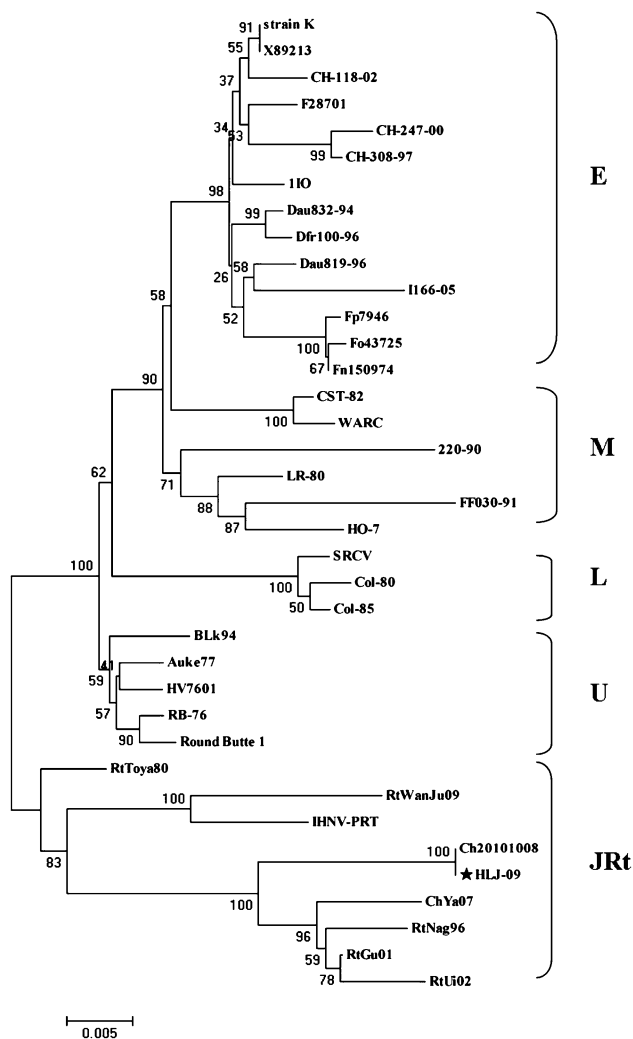 91 strain K
55 X89213
37 CH-118-02
F28701
34 53 CH-247-00
99 CH-308-97
98 1IO
99 Dau832-94
Dfr100-96
26 58 Dau819-96
I166-05
52 Fp7946
100 Fo43725
67 Fn150974
E
58
90 CST-82
100 WARC
220-90
71 LR-80
88 FF030-91
87 HO-7
M
62
100 SRCV
100 Col-80
50 Col-85
L
BLk94
41 Auke77
59 HV7601
57 RB-76
90 Round Butte 1
U
RtToya80
100 RtWanJu09
83 IHNV-PRT
100 Ch20101008
★HLJ-09
100 ChYa07
96 RtNag96
59 RtGu01
78 RtUi02
JRt
0.005